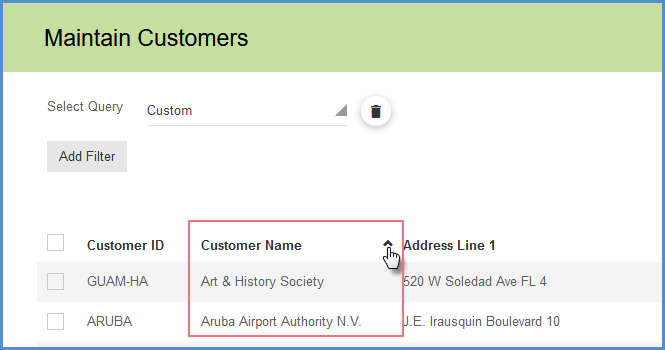 Maintain Customers
Select Query Custom
Add Filter
Customer ID Customer Name Address Line 1
GUAM-HA Art & History Society 520 W Soledad Ave FL 4
ARUBA Aruba Airport Authority N.V. J.E. Irausquin Boulevard 10